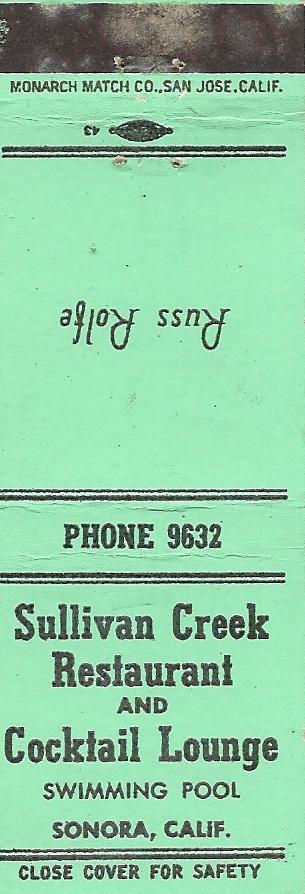 MONARCH MATCH CO., SAN JOSE, CALIF.
43
Russ Rolfe
PHONE 9632
Sullivan Creek
Restaurant
AND
Cocktail Lounge
SWIMMING POOL
SONORA, CALIF.
CLOSE COVER FOR SAFETY